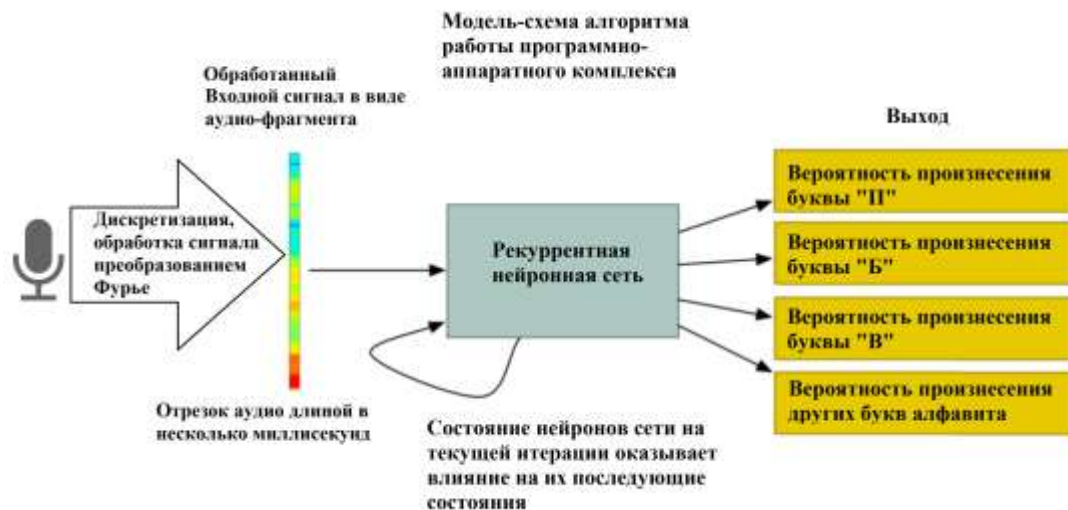 Модель-схема алгоритма
работы программно-
аппаратного комплекса
Обработанный
Входной сигнал в виде
аудио-фрагмента
Дискретизация,
обработка сигнала
преобразованием
Фурье
Отрезок аудио длиной в
несколько миллисекунд
Рекуррентная
нейронная сеть
Состояние нейронов сети на
текущей итерации оказывает
влияние на их последующие
состояния
Выход
Вероятность произнесения
буквы "П"
Вероятность произнесения
буквы "Б"
Вероятность произнесения
буквы "В"
Вероятность произнесения
других букв алфавита